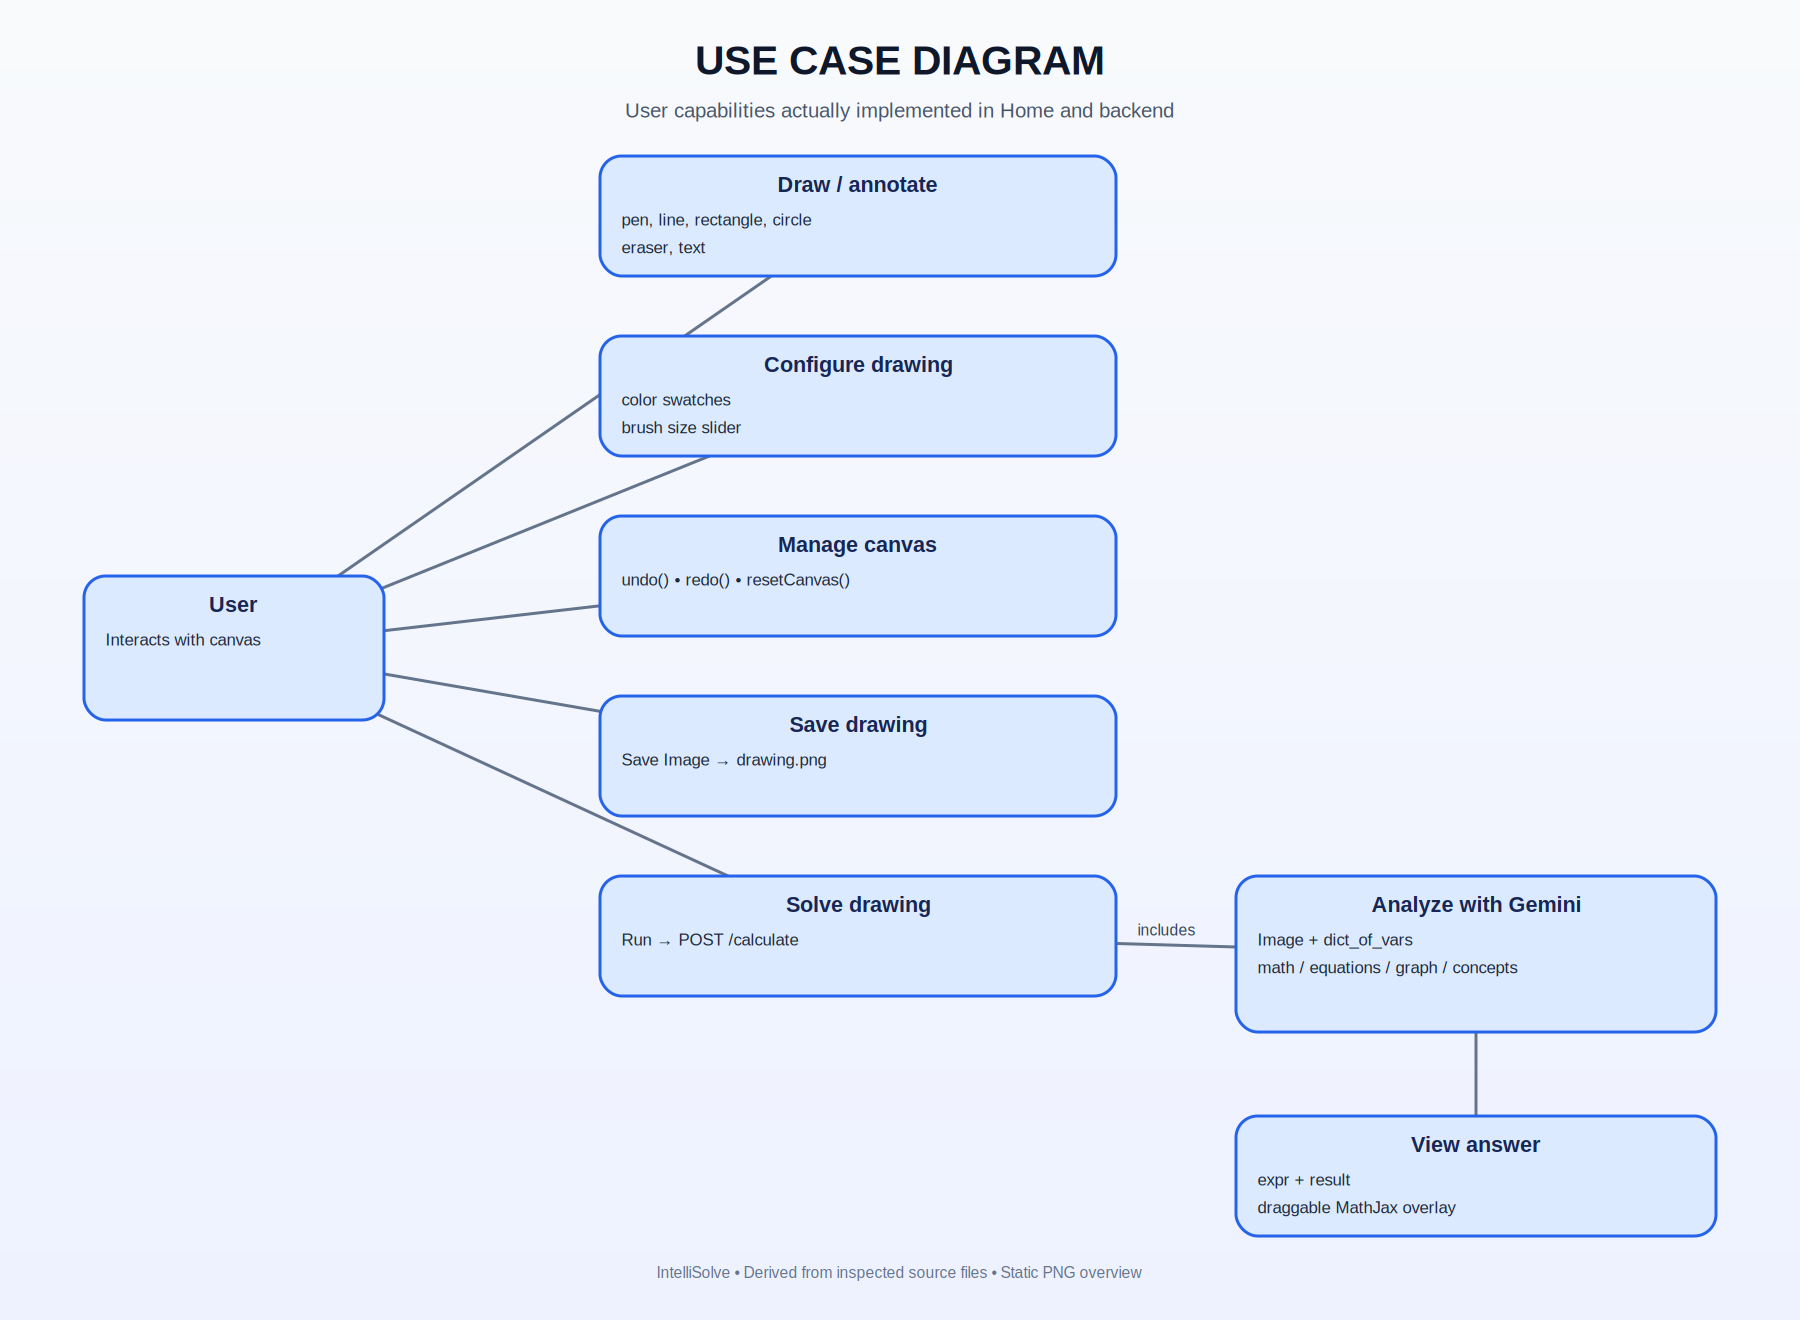 USE CASE DIAGRAM
User capabilities actually implemented in Home and backend
Draw / annotate
pen, line, rectangle, circle
eraser, text
Configure drawing
color swatches
brush size slider
Manage canvas
undo() • redo() • resetCanvas()
User
Interacts with canvas
Save drawing
Save Image → drawing.png
Solve drawing
Run → POST /calculate
includes
Analyze with Gemini
Image + dict_of_vars
math / equations / graph / concepts
View answer
expr + result
draggable MathJax overlay
IntelliSolve • Derived from inspected source files • Static PNG overview